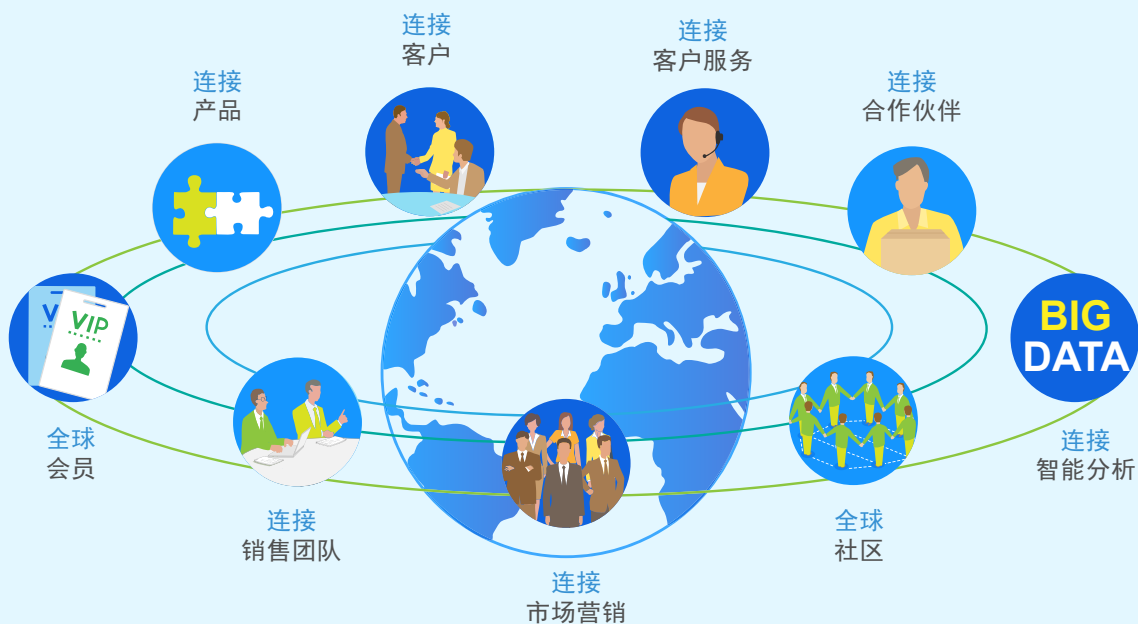 连接
客户
连接
客户服务
连接
产品
连接
合作伙伴
VIP
BIG
DATA
全球
会员
连接
智能分析
连接
销售团队
全球
社区
连接
市场营销